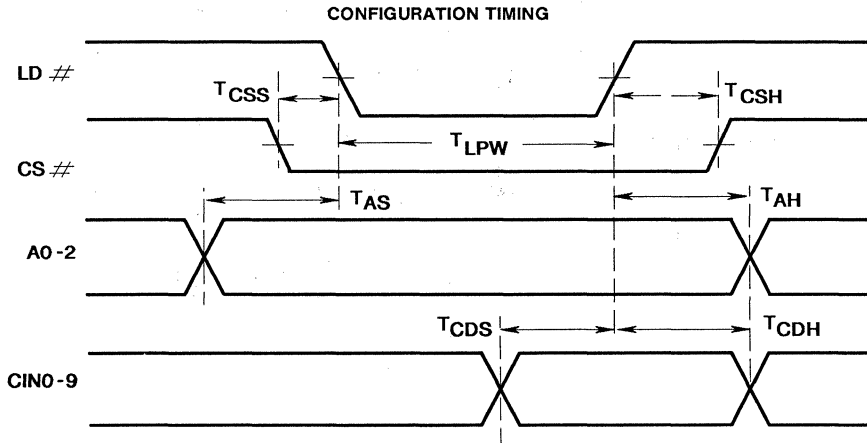 CONFIGURATION TIMING
LD #
T CSS
T CSH
T LPW
CS #
T AS
T AH
A0-2
T CDS
T CDH
CIN0-9